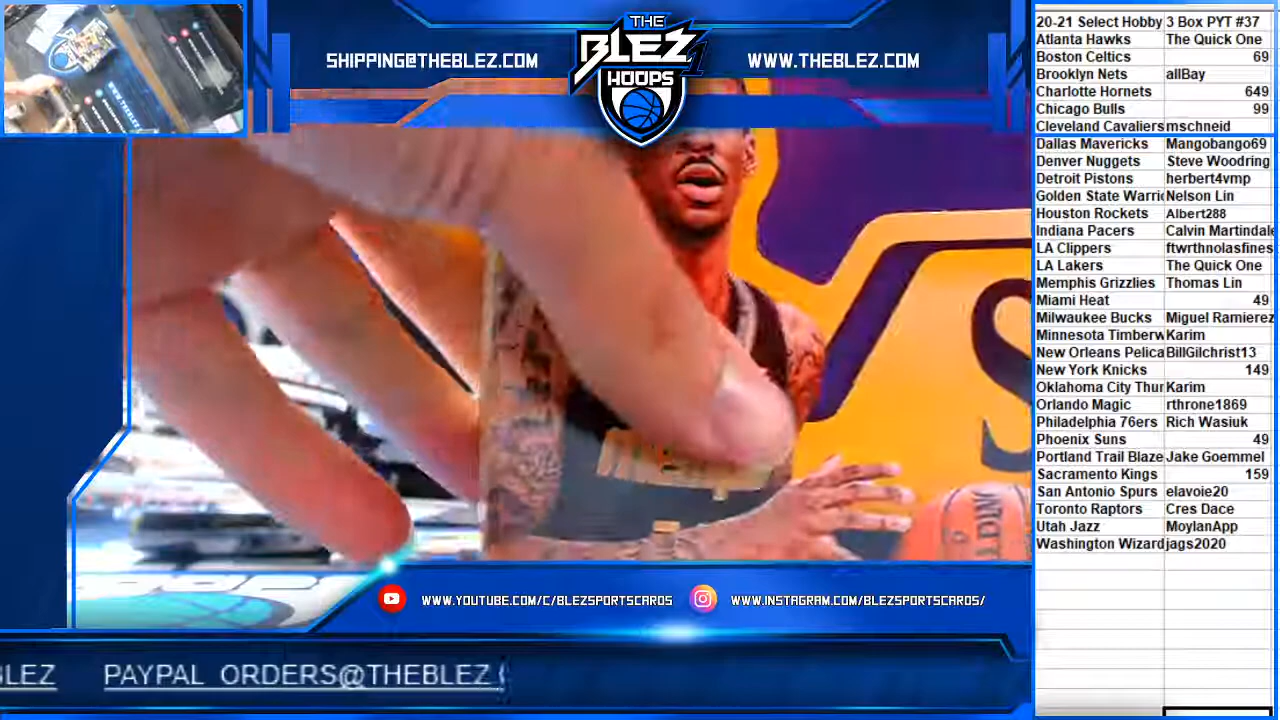 THE
BLEZ
1
HOOPS
SHIPPING@THEBLEZ.COM
WWW.THEBLEZ.COM
WWW.YOUTUBE.COM/C/BLEZSPORTSCARDS
WWW.INSTAGRAM.COM/BLEZSPORTSCARDS/
LEZ PAYPAL ORDERS@THEBLEZ
20-21 Select Hobby 3 Box PYT #37
Atlanta Hawks The Quick One
Boston Celtics 69
Brooklyn Nets allBay
Charlotte Hornets 649
Chicago Bulls 99
Cleveland Cavaliers mschneid
Dallas Mavericks Mangobango69
Denver Nuggets Steve Woodring
Detroit Pistons herbert4vmp
Golden State Warri Nelson Lin
Houston Rockets Albert288
Indiana Pacers Calvin Martindale
LA Clippers ftwrthnolasfines
LA Lakers The Quick One
Memphis Grizzlies Thomas Lin
Miami Heat 49
Milwaukee Bucks Miguel Ramierez
Minnesota Timberw Karim
New Orleans Pelica BillGilchrist13
New York Knicks 149
Oklahoma City Thur Karim
Orlando Magic rthrone1869
Philadelphia 76ers Rich Wasiuk
Phoenix Suns 49
Portland Trail Blaze Jake Goemmel
Sacramento Kings 159
San Antonio Spurs elavoie20
Toronto Raptors Cres Dace
Utah Jazz MoylanApp
Washington Wizard jags2020